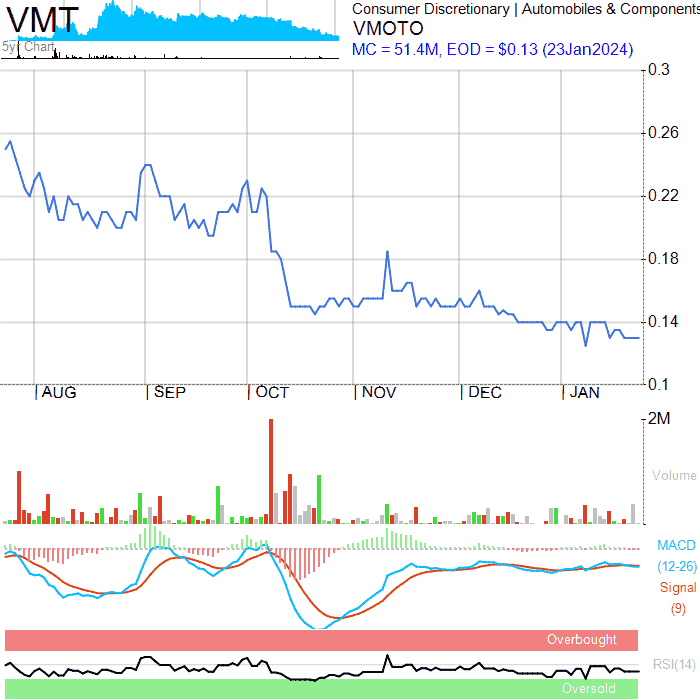 VMT
5yr Chart
Consumer Discretionary | Automobiles & Components
VMOTO
MC = 51.4M, EOD = $0.13 (23Jan2024)
0.3
0.26
0.22
0.18
0.14
0.1
AUG
SEP
OCT
NOV
DEC
JAN
2M
Volume
MACD
(12-26)
Signal
(9)
Overbought
RSI(14)
Oversold